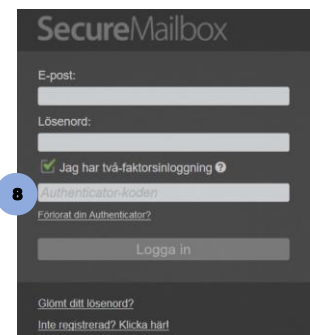 SecureMailbox
E-post:
Lösenord:
Jag har två-faktorsinloggning ?
8
Authenticator-koden
Förlorat din Authenticator?
Logga in
Glömt ditt lösenord?
Inte registrerad? Klicka här!